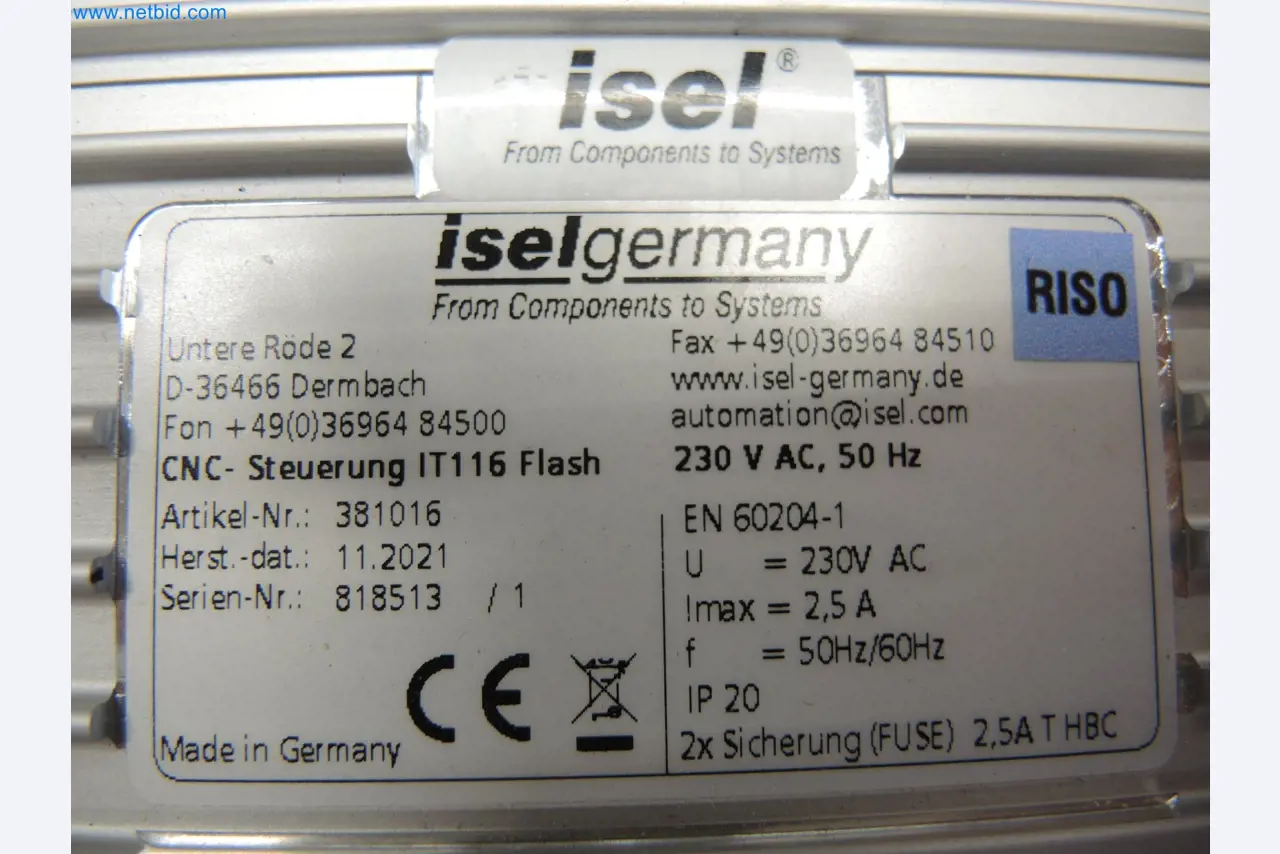 www.netbid.com
isel®
From Components to Systems
iselgermany
From Components to Systems
RISO
Untere Röde 2
D-36466 Dermbach
Fon +49(0)36964 84500
Fax +49(0)36964 84510
www.isel-germany.de
automation@isel.com
CNC- Steuerung IT116 Flash
230 V AC, 50 Hz
Artikel-Nr.: 381016
Herst.-dat.: 11.2021
Serien-Nr.: 818513 / 1
CE
Made in Germany
EN 60204-1
U = 230V AC
Imax = 2,5 A
f = 50Hz/60Hz
IP 20
2x Sicherung (FUSE) 2,5A T HBC